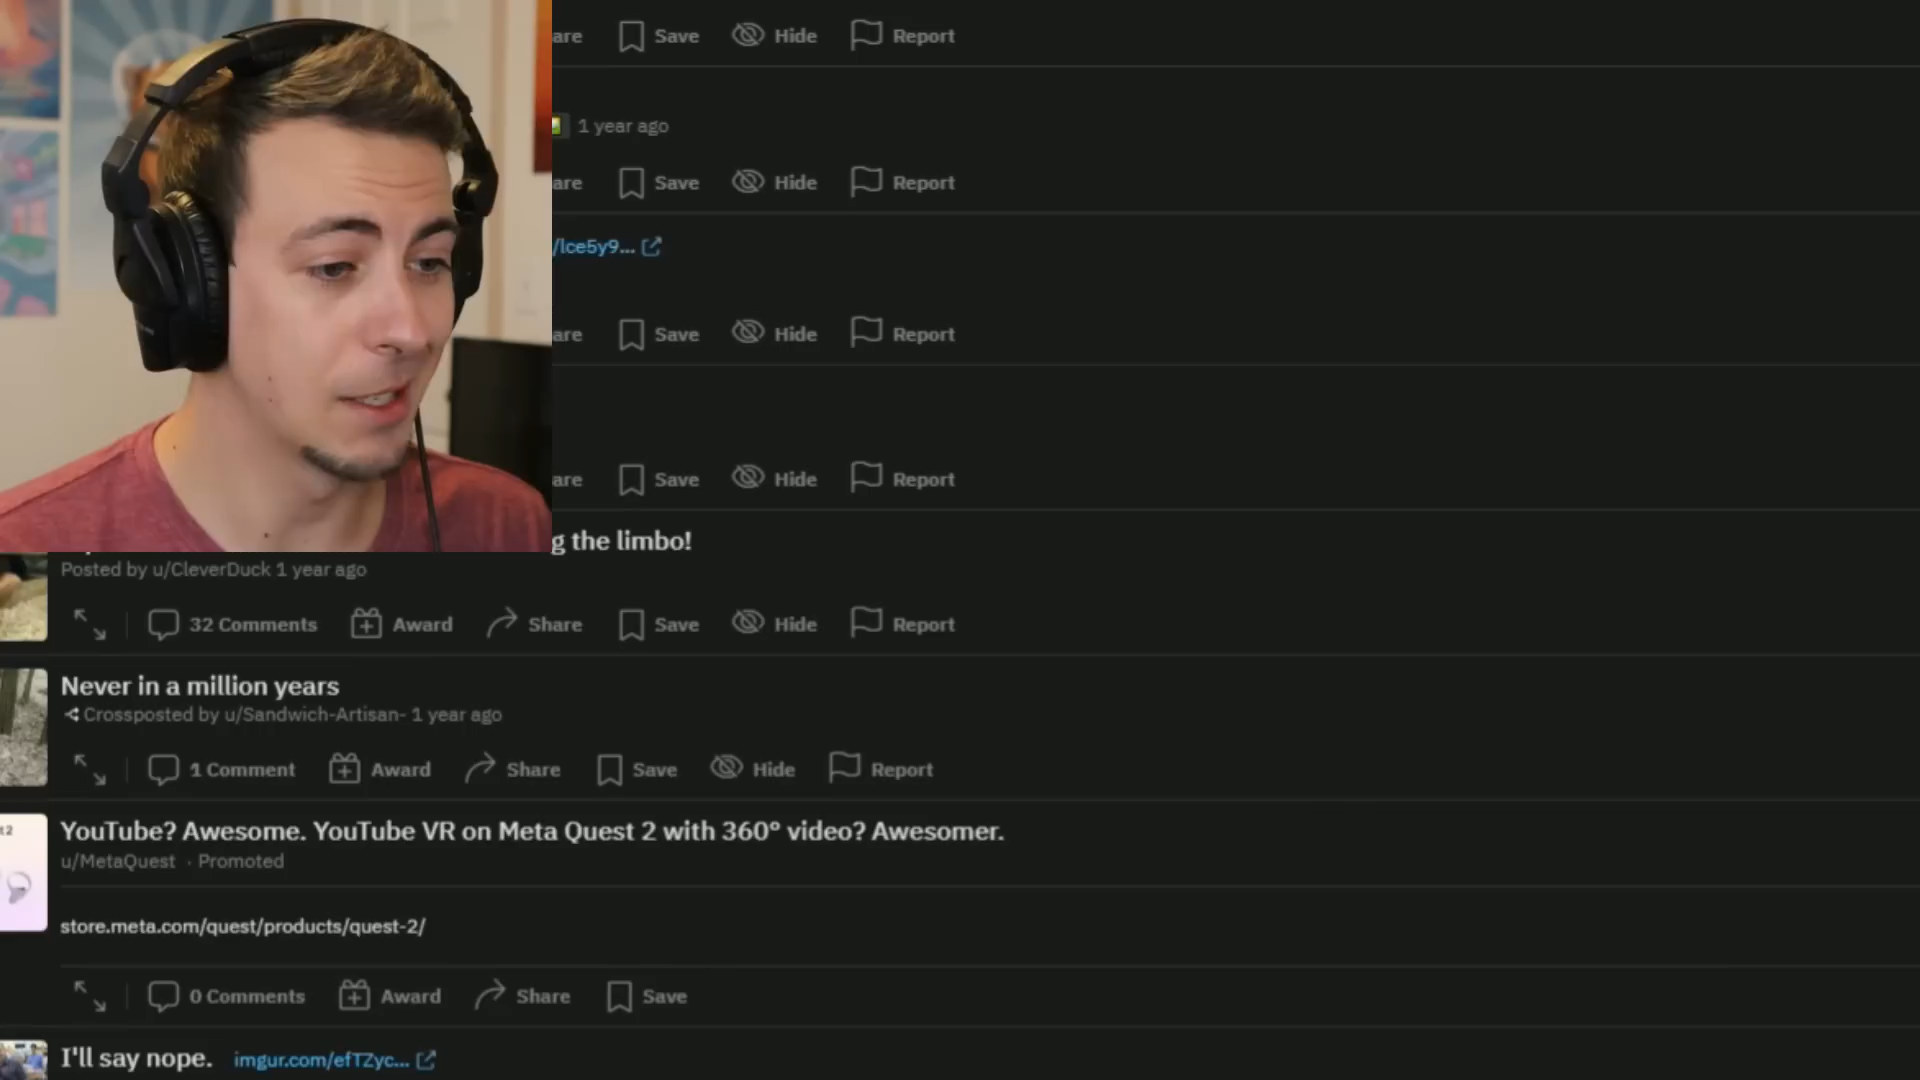 are Save Hide Report
1 year ago
are Save Hide Report
/lce5y9...
are Save Hide Report
are Save Hide Report
g the limbo!
Posted by u/CleverDuck 1 year ago
32 Comments Award Share Save Hide Report
Never in a million years
Crossposted by u/Sandwich-Artisan- 1 year ago
1 Comment Award Share Save Hide Report
t2
YouTube? Awesome. YouTube VR on Meta Quest 2 with 360° video? Awesomer.
u/MetaQuest · Promoted
store.meta.com/quest/products/quest-2/
0 Comments Award Share Save
I'll say nope. imgur.com/efTZyc...